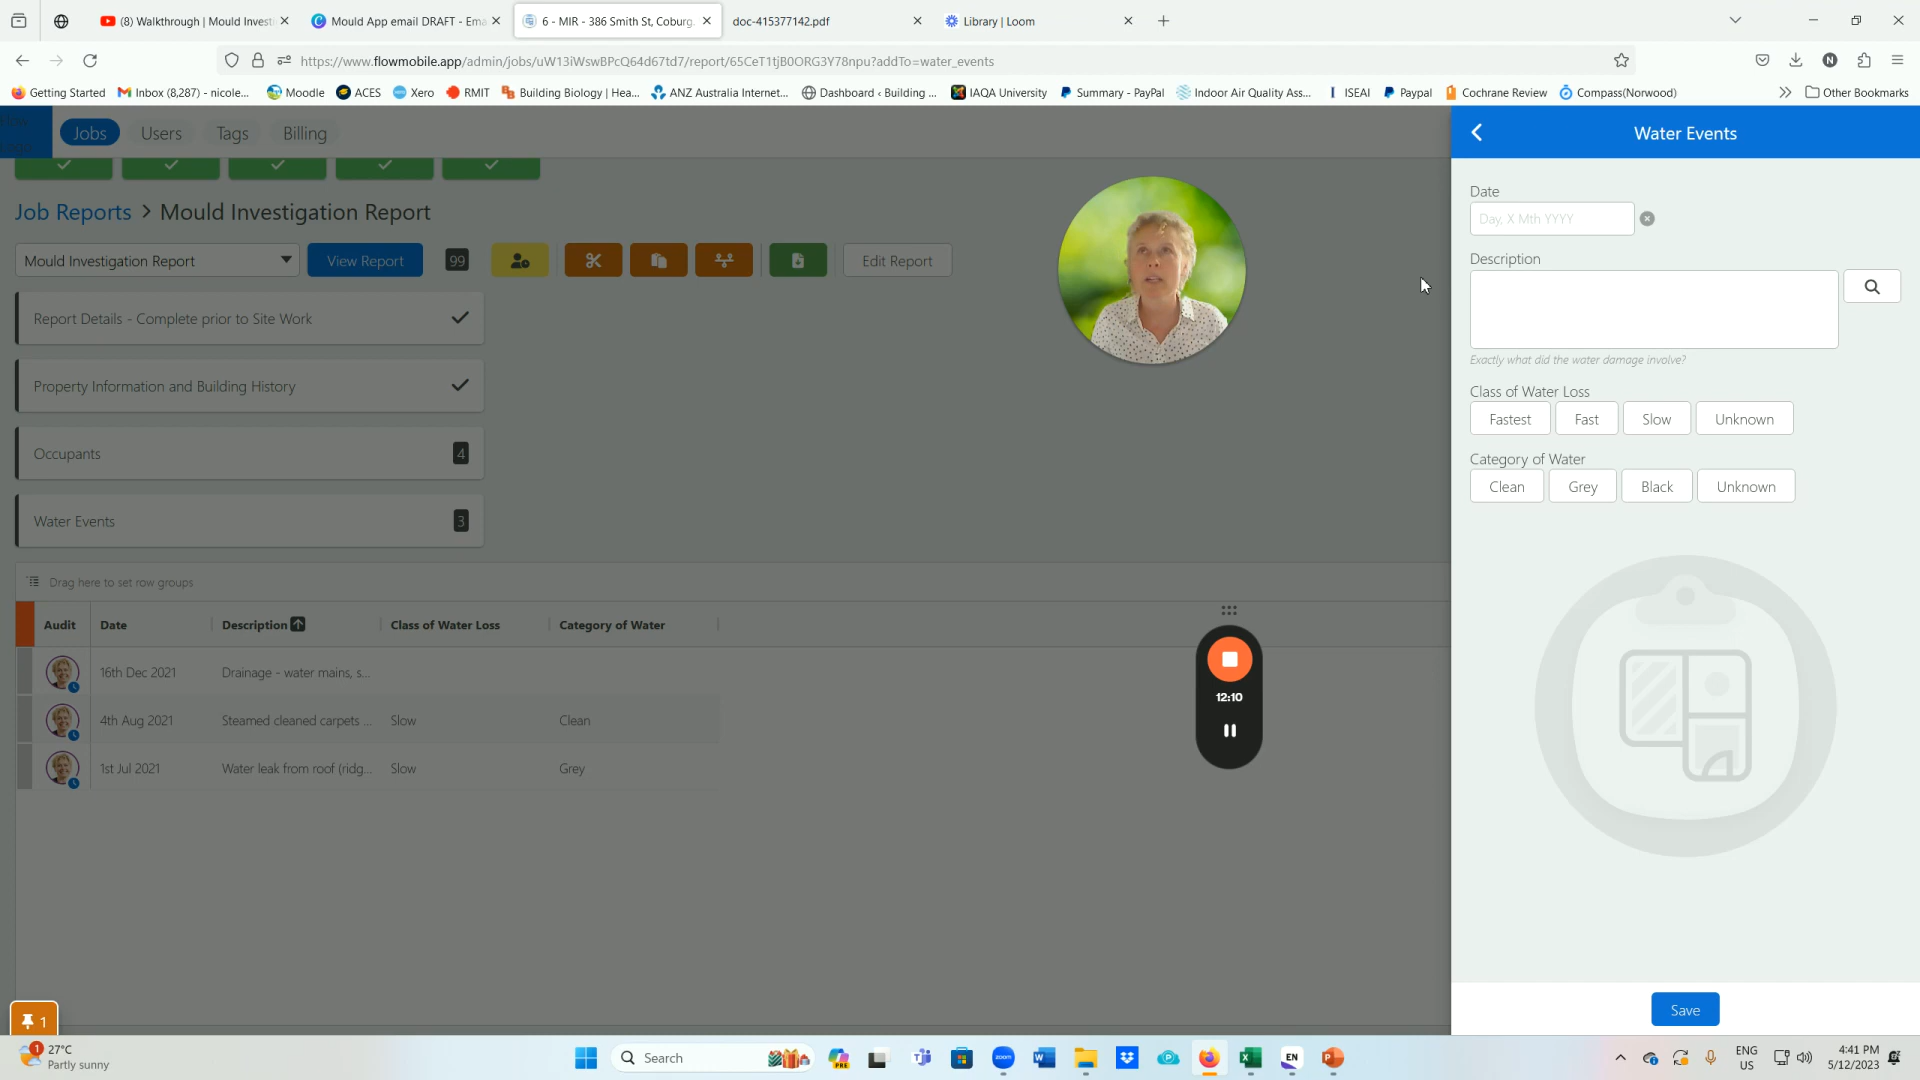 (8) Walkthrough | Mould Investi
Mould App email DRAFT - Ema
6 - MIR - 386 Smith St, Coburg
doc-415377142.pdf
Library | Loom
https://www.flowmobile.app/admin/jobs/uW13iWswBPcQ64d67td7/report/65CeT1tjB0ORG3Y78npu?addTo=water_events
Getting Started
Inbox (8,287) - nicole...
Moodle
ACES
Xero
RMIT
Building Biology | Hea...
ANZ Australia Internet...
Dashboard ‹ Building ...
IAQA University
Summary - PayPal
Indoor Air Quality Ass...
ISEAI
Paypal
Cochrane Review
Compass(Norwood)
Other Bookmarks
Jobs
Users
Tags
Billing
Water Events
Job Reports > Mould Investigation Report
Mould Investigation Report
View Report
99
Edit Report
Report Details - Complete prior to Site Work
Property Information and Building History
Occupants
4
Water Events
3
Drag here to set row groups
Audit Date Description Class of Water Loss Category of Water
16th Dec 2021 Drainage - water mains, s...
4th Aug 2021 Steamed cleaned carpets ... Slow Clean
1st Jul 2021 Water leak from roof (ridg... Slow Grey
12:10
Date
Day, X Mth YYYY
Description
Exactly what did the water damage involve?
Class of Water Loss
Fastest Fast Slow Unknown
Category of Water
Clean Grey Black Unknown
Save
1
1
27°C
Partly sunny
Search
PRE
zoom
EN
ENG
US
4:41 PM
5/12/2023